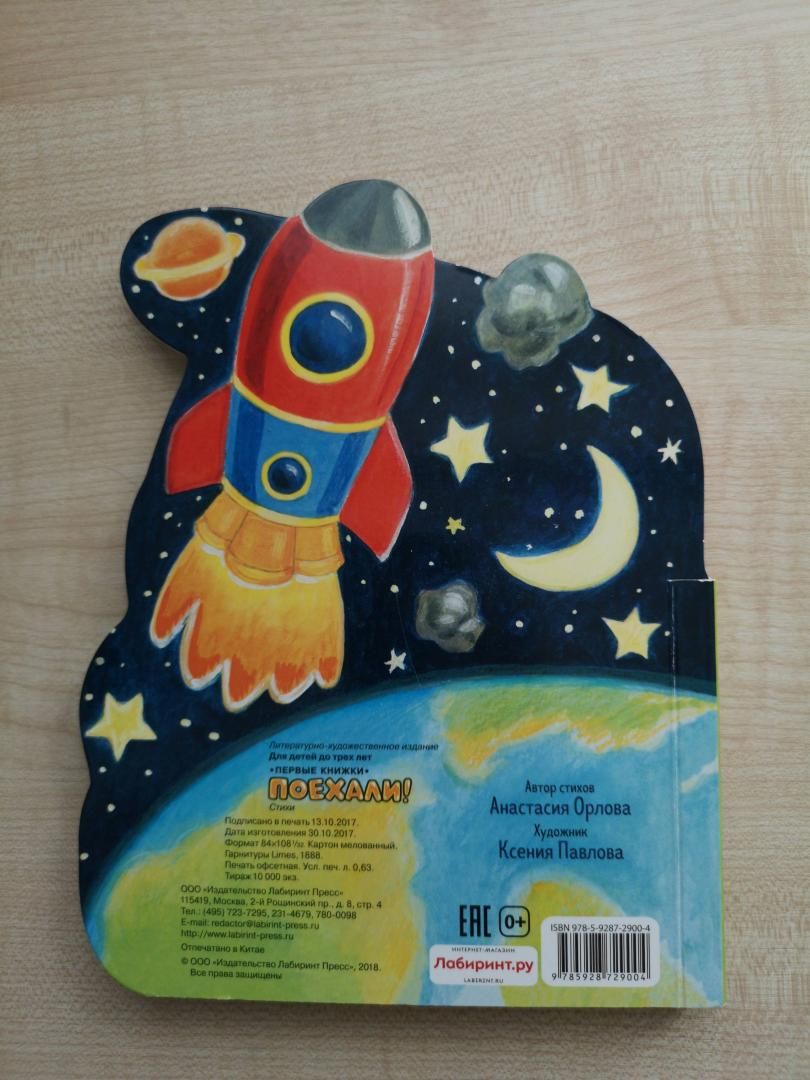 Литературно-художественное издание
Для детей до трех лет
•ПЕРВЫЕ КНИЖКИ•
ПОЕХАЛИ!
Стихи
Подписано в печать 13.10.2017.
Дата изготовления 30.10.2017.
Формат 84×108 1/32. Картон мелованный.
Гарнитуры Limes, 1888.
Печать офсетная. Усл. печ. л. 0,63.
Тираж 10 000 экз.
ООО «Издательство Лабиринт Пресс»
115419, Москва, 2-й Рощинский пр., д. 8, стр. 4
Тел.: (495) 723-7295, 231-4679, 780-0098
E-mail: redactor@labirint-press.ru
http://www.labirint-press.ru
Отпечатано в Китае
© ООО «Издательство Лабиринт Пресс», 2018.
Все права защищены
Автор стихов
Анастасия Орлова
Художник
Ксения Павлова
EAC 0+
ИНТЕРНЕТ-МАГАЗИН
Лабиринт.ру
LABIRINT.RU
ISBN 978-5-9287-2900-4
9 785928 729004